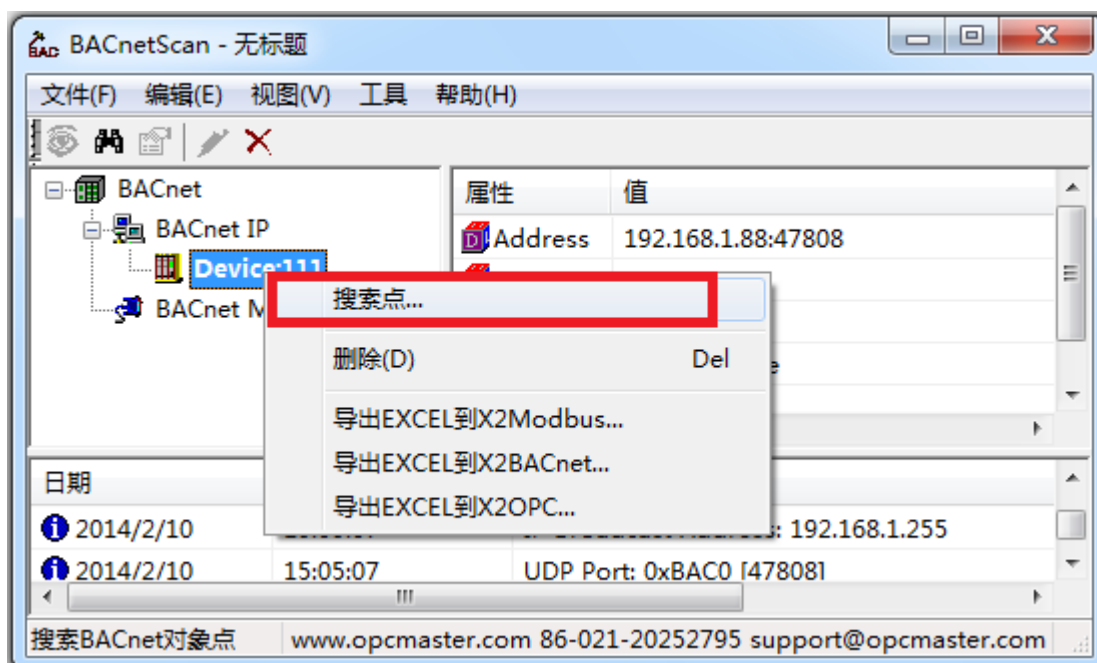 BAC BACnetScan - 无标题
文件(F) 编辑(E) 视图(V) 工具 帮助(H)
BACnet
属性 值
BACnet IP
D Address 192.168.1.88:47808
Device:111
BACnet M
搜索点...
删除(D) Del
导出EXCEL到X2Modbus...
导出EXCEL到X2BACnet...
导出EXCEL到X2OPC...
日期
2014/2/10 192.168.1.255
2014/2/10 15:05:07 UDP Port: 0xBAC0 [47808]
搜索BACnet对象点 www.opcmaster.com 86-021-20252795 support@opcmaster.com